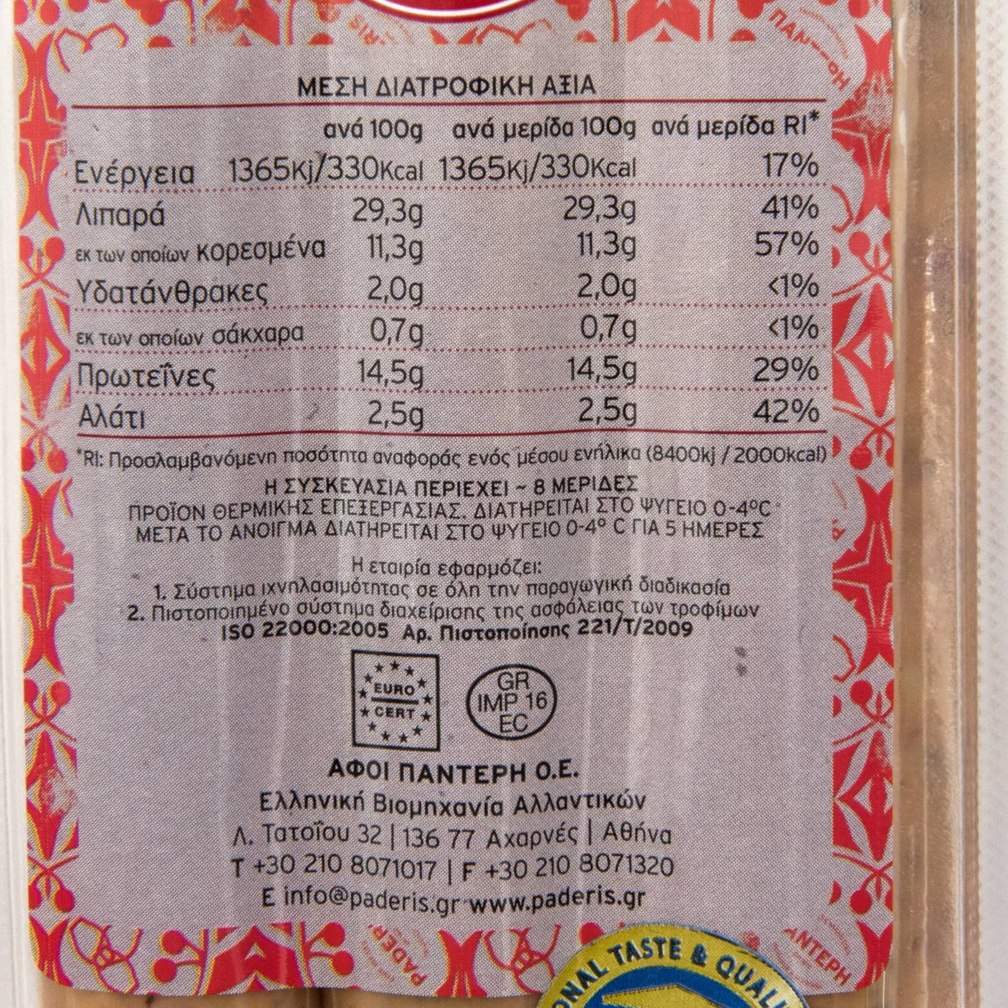 ΜΕΣΗ ΔΙΑΤΡΟΦΙΚΗ ΑΞΙΑ
ανά 100g ανά μερίδα 100g ανά μερίδα RI*
Ενέργεια 1365Kj/330Kcal 1365Kj/330Kcal 17%
Λιπαρά 29,3g 29,3g 41%
εκ των οποίων κορεσμένα 11,3g 11,3g 57%
Υδατάνθρακες 2,0g 2,0g <1%
εκ των οποίων σάκχαρα 0,7g 0,7g <1%
Πρωτεΐνες 14,5g 14,5g 29%
Αλάτι 2,5g 2,5g 42%
*RI: Προσλαμβανόμενη ποσότητα αναφοράς ενός μέσου ενήλικα (8400kj / 2000kcal)
Η ΣΥΣΚΕΥΑΣΙΑ ΠΕΡΙΕΧΕΙ ~ 8 ΜΕΡΙΔΕΣ
ΠΡΟΪΟΝ ΘΕΡΜΙΚΗΣ ΕΠΕΞΕΡΓΑΣΙΑΣ. ΔΙΑΤΗΡΕΙΤΑΙ ΣΤΟ ΨΥΓΕΙΟ 0-4°C
ΜΕΤΑ ΤΟ ΑΝΟΙΓΜΑ ΔΙΑΤΗΡΕΙΤΑΙ ΣΤΟ ΨΥΓΕΙΟ 0-4° C ΓΙΑ 5 ΗΜΕΡΕΣ
Η εταιρία εφαρμόζει:
1. Σύστημα ιχνηλασιμότητας σε όλη την παραγωγική διαδικασία
2. Πιστοποιημένο σύστημα διαχείρισης της ασφάλειας των τροφίμων
ISO 22000:2005 Αρ. Πιστοποίησης 221/T/2009
EURO
CERT
GR
IMP 16
EC
ΑΦΟΙ ΠΑΝΤΕΡΗ Ο.Ε.
Ελληνική Βιομηχανία Αλλαντικών
Λ. Τατοΐου 32 | 136 77 Αχαρνές | Αθήνα
T +30 210 8071017 | F +30 210 8071320
E info@paderis.gr www.paderis.gr
TASTE &